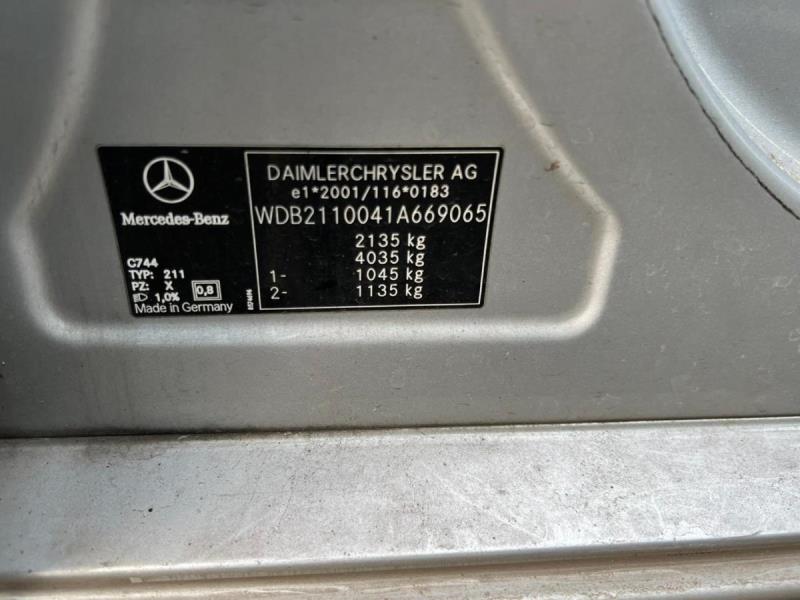 Mercedes-Benz
C744
TYP: 211
PZ: X
1,0% 0,8
Made in Germany
DAIMLERCHRYSLER AG
e1*2001/116*0183
WDB2110041A669065
2135 kg
4035 kg
1- 1045 kg
2- 1135 kg